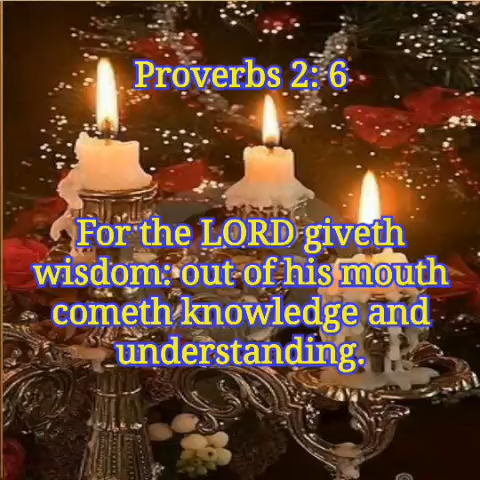 Proverbs 2: 6
For the LORD giveth
wisdom: out of his mouth
cometh knowledge and
understanding.